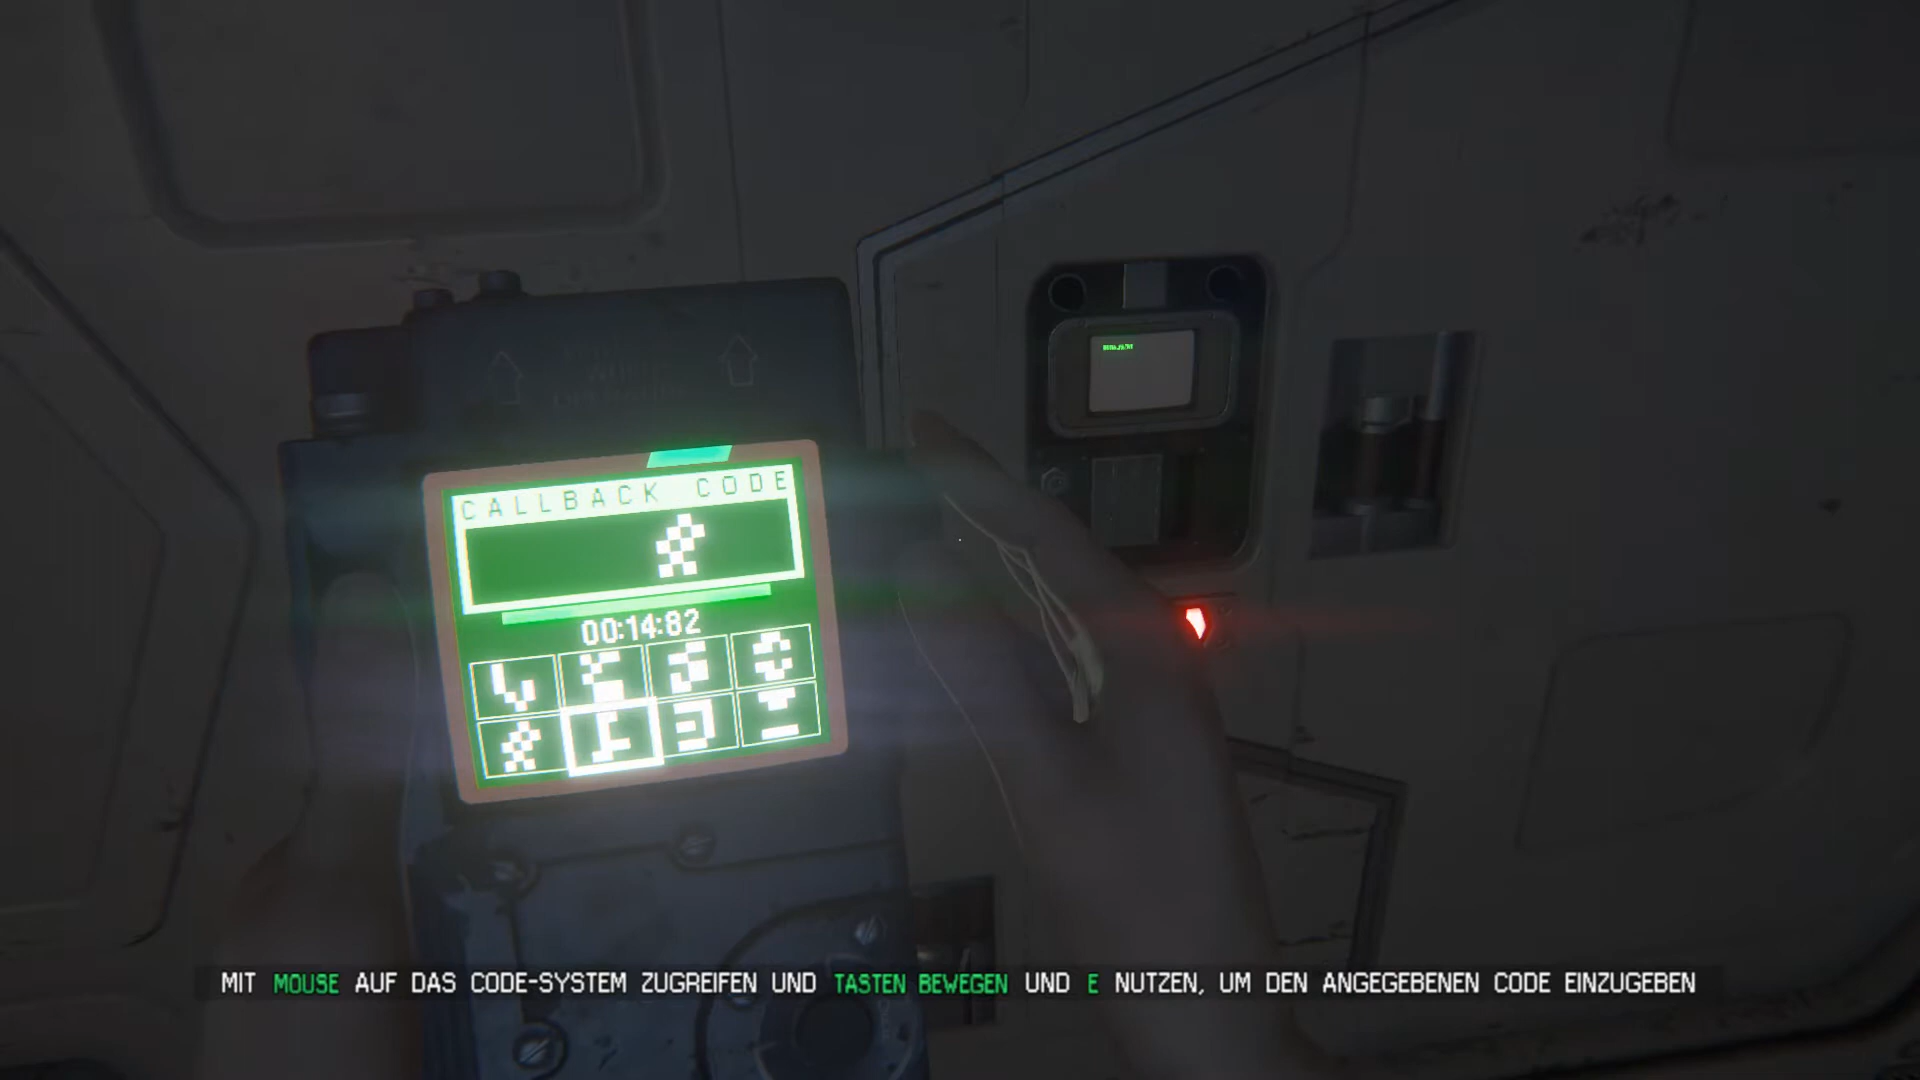 CALLBACK CODE
00:14:82
MIT MOUSE AUF DAS CODE-SYSTEM ZUGREIFEN UND TASTEN BEWEGEN UND E NUTZEN, UM DEN ANGEGEBENEN CODE EINZUGEBEN